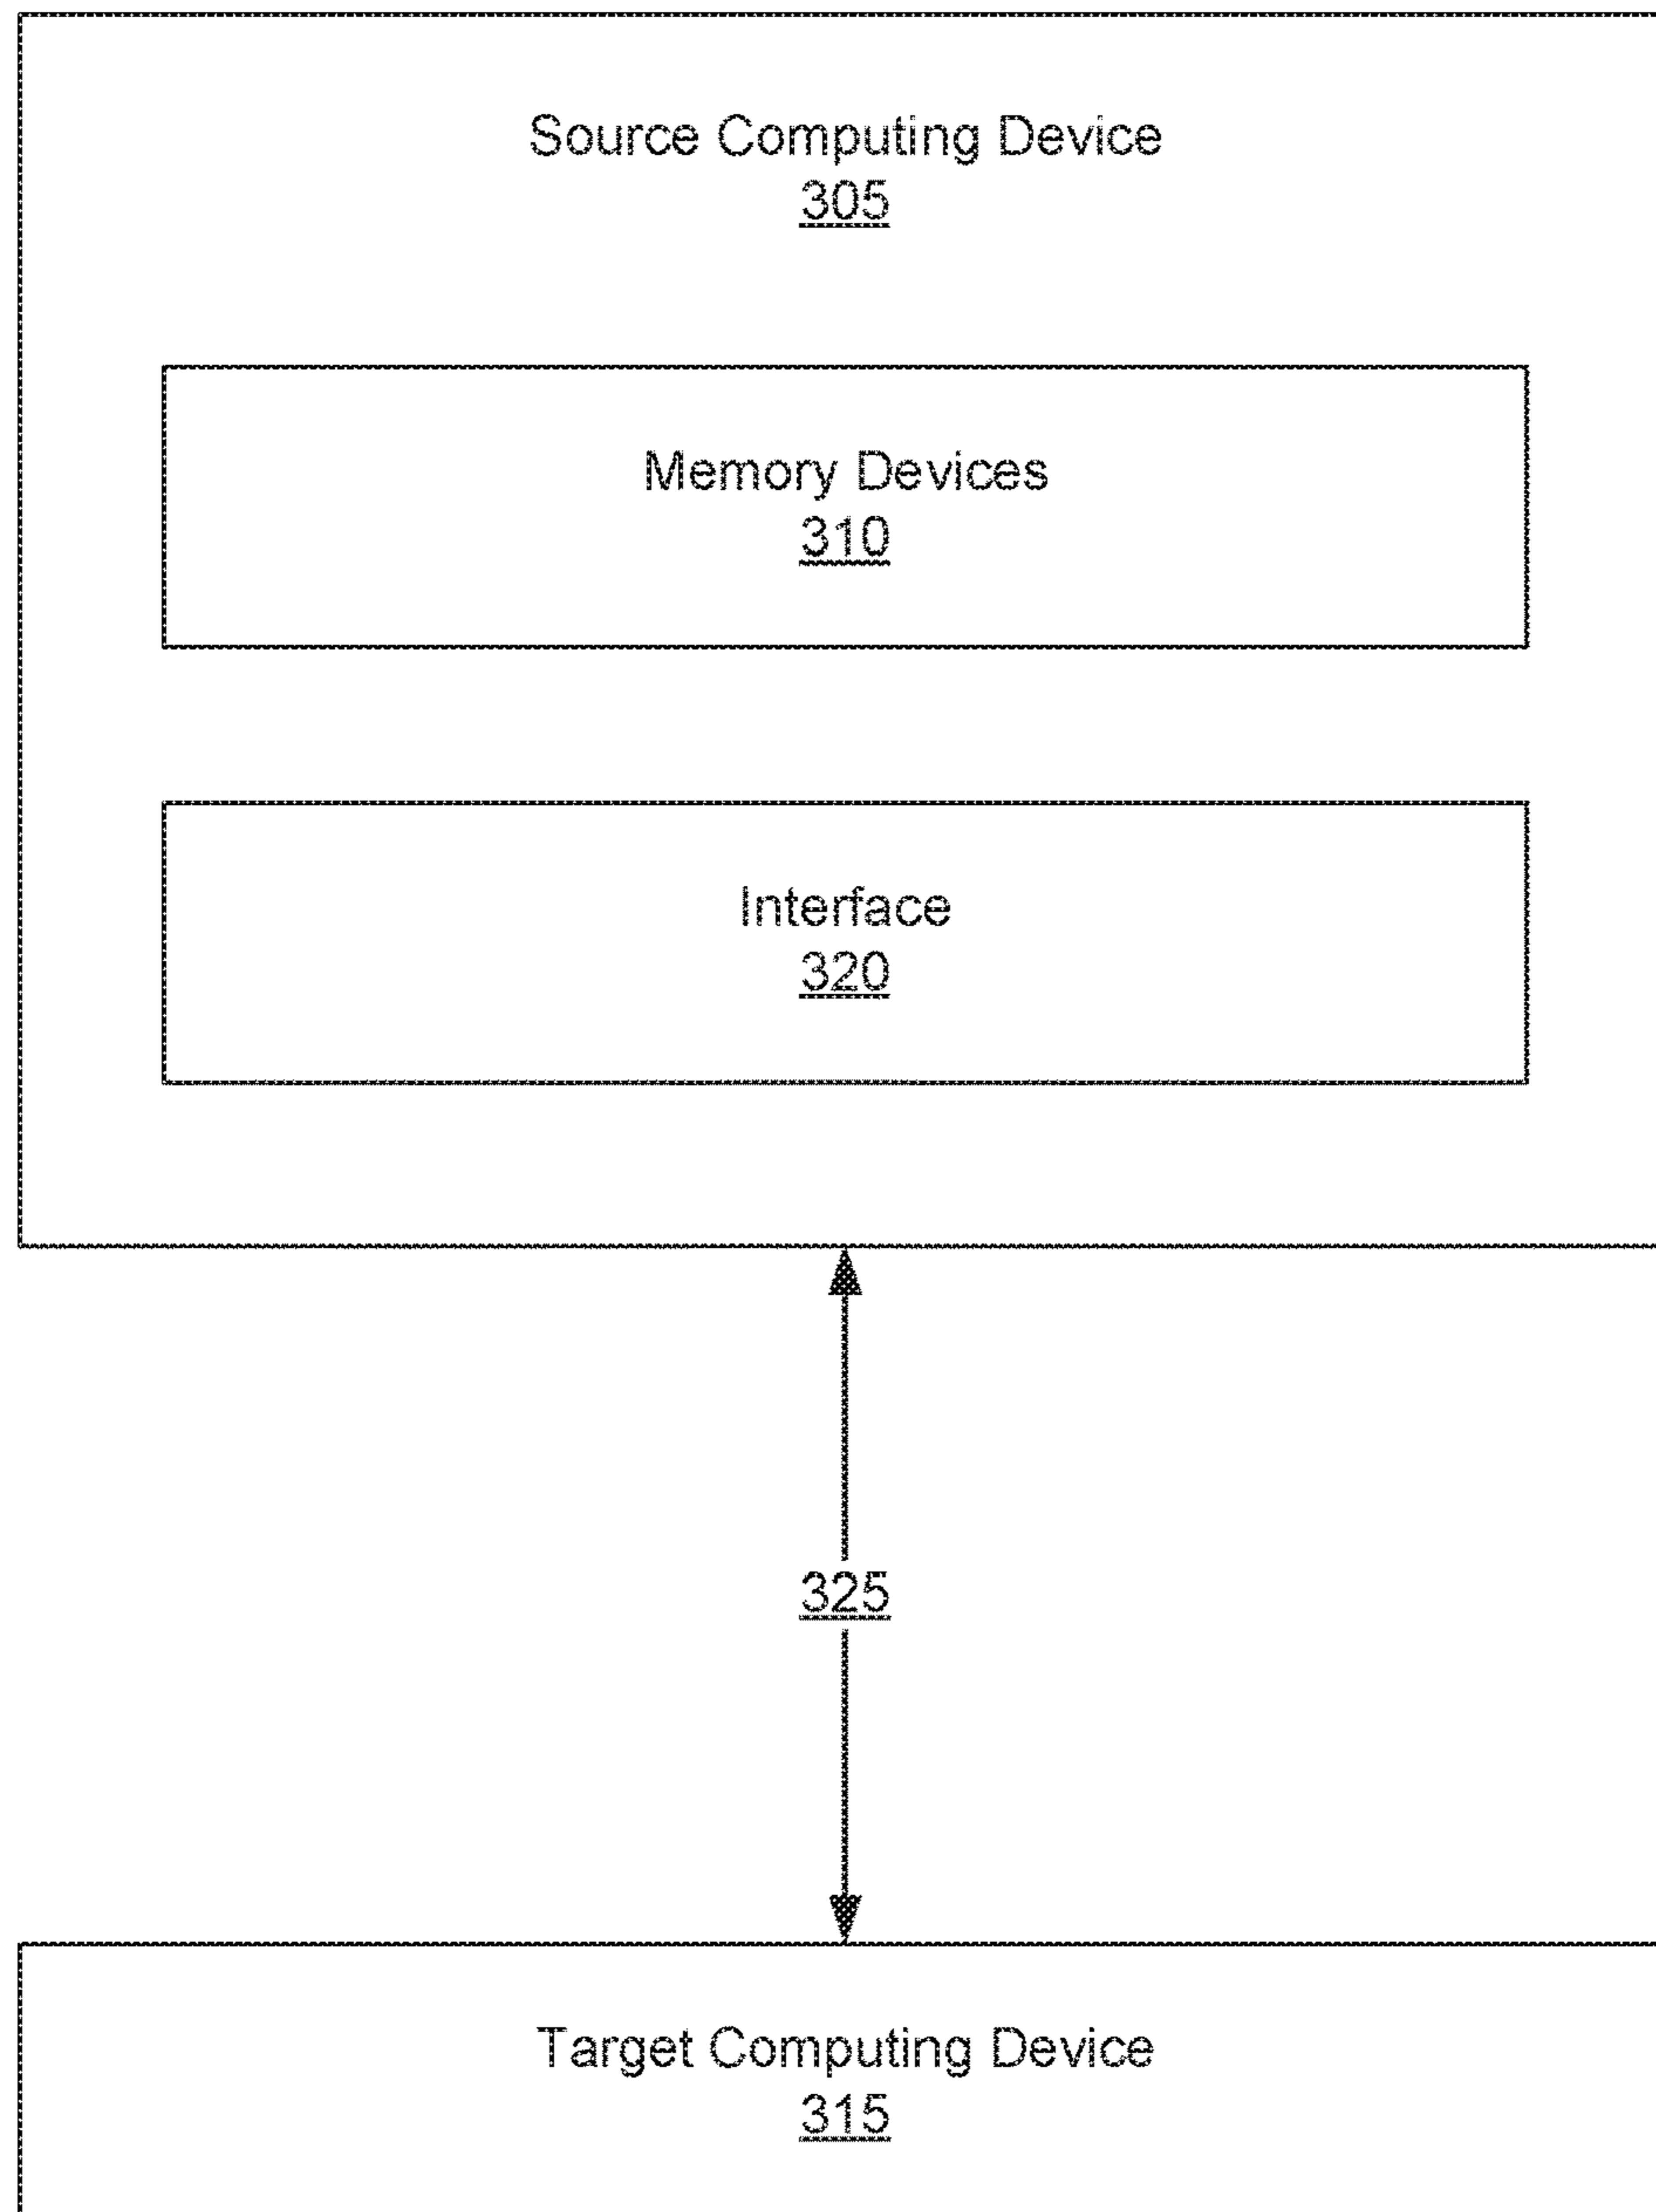 Source Computing Device
305
Memory Devices
310
Interface
320
325
Target Computing Device
315